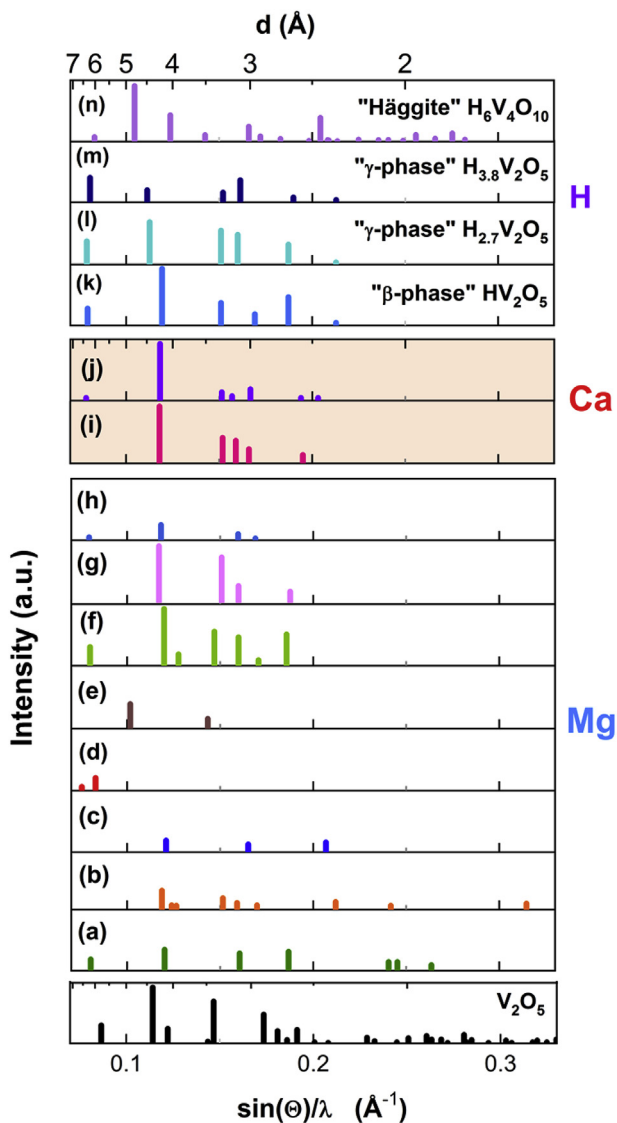 d (Å)
7 6 5 4 3 2
(n) "Häggite" H₆V₄O₁₀
(m) "γ-phase" H₃.₈V₂O₅
H
(l) "γ-phase" H₂.₇V₂O₅
(k) "β-phase" HV₂O₅
(j)
Ca
(i)
(h)
(g)
(f)
Intensity (a.u.)
(e)
Mg
(d)
(c)
(b)
(a)
V₂O₅
0.1 0.2 0.3
sin(Θ)/λ (Å⁻¹)